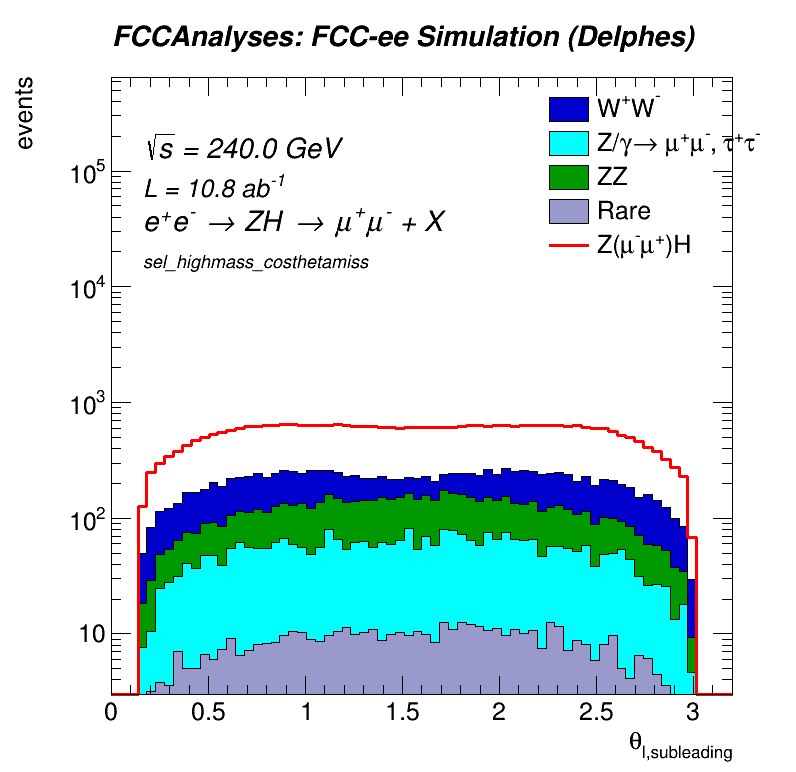 FCCAnalyses: FCC-ee Simulation (Delphes)
events
√s = 240.0 GeV
L = 10.8 ab⁻¹
e⁺e⁻ → ZH → μ⁺μ⁻ + X
sel_highmass_costhetamiss
W⁺W⁻
Z/γ→ μ⁺μ⁻, τ⁺τ⁻
ZZ
Rare
Z(μ⁻μ⁺)H
10⁵
10⁴
10³
10²
10
0 0.5 1 1.5 2 2.5 3
θ_l,subleading